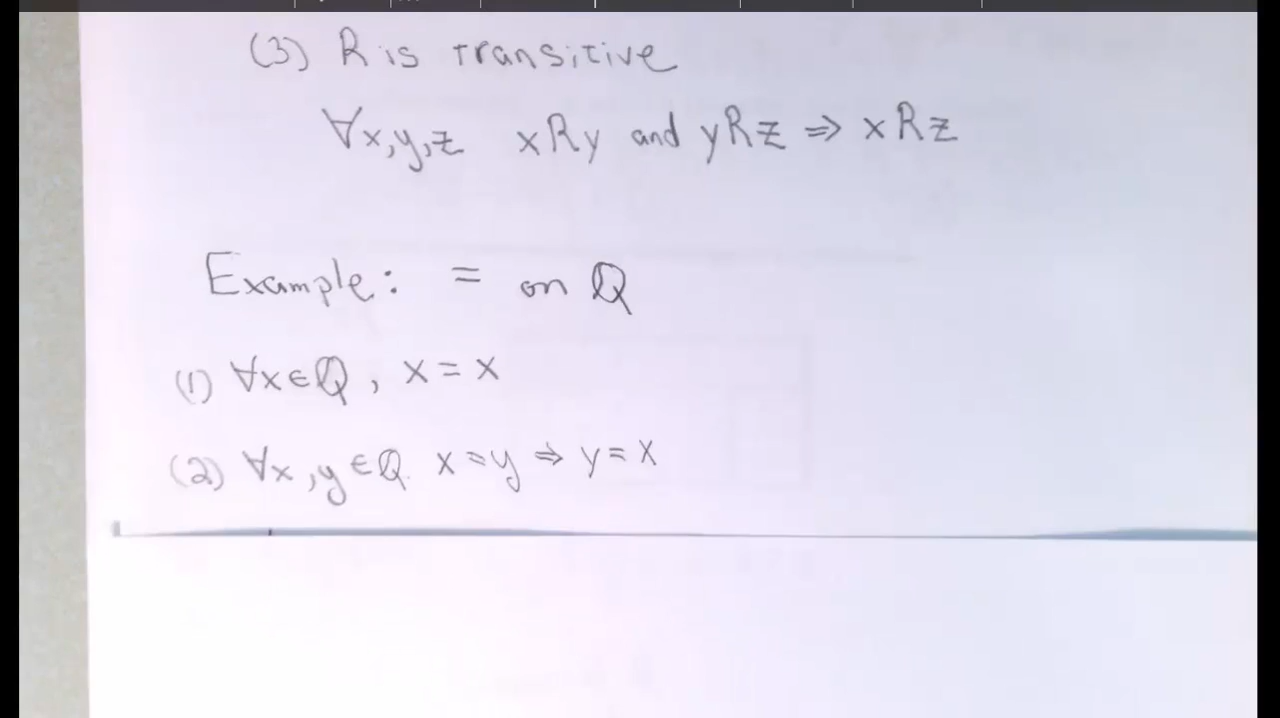 (3) R is transitive
∀x,y,z xRy and yRz ⇒ xRz
Example: = on ℚ
(1) ∀x∈ℚ, x = x
(2) ∀x,y∈ℚ x=y ⇒ y=x